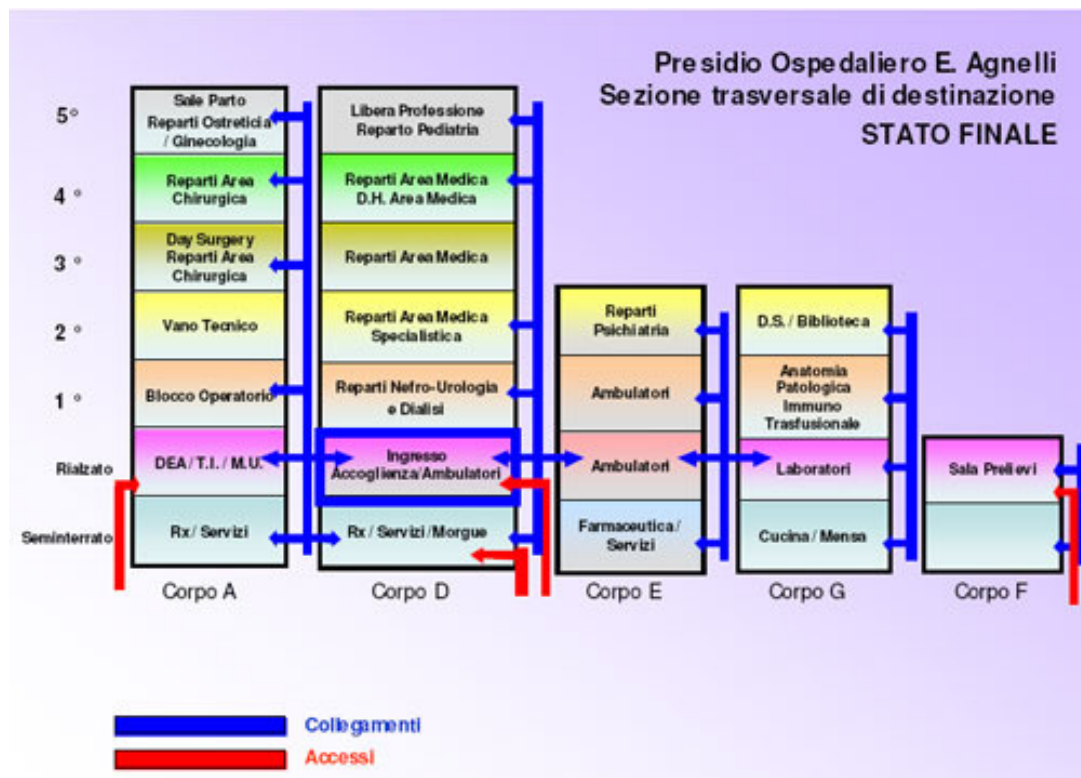 Presidio Ospedaliero E. Agnelli
Sezione trasversale di destinazione
STATO FINALE
5°
4 °
3 °
2 °
1 °
Rialzato
Seminterrato
Sale Parto
Reparti Ostreticia
/ Ginecologia
Reparti Area
Chirurgica
Day Surgery
Reparti Area
Chirurgica
Vano Tecnico
Blocco Operatorio
DEA / T.I. / M.U.
Rx / Servizi
Corpo A
Libera Professione
Reparto Pediatria
Reparti Area Medica
D.H. Area Medica
Reparti Area Medica
Reparti Area Medica
Specialistica
Reparti Nefro-Urologia
e Dialisi
Ingresso
Accoglienza/Ambulatori
Rx / Servizi / Morgue
Corpo D
Reparti
Psichiatria
Ambulatori
Ambulatori
Farmaceutica /
Servizi
Corpo E
D.S. / Biblioteca
Anatomia
Patologica
Immuno
Trasfusionale
Laboratori
Cucina / Mensa
Corpo G
Sala Prelievi
Corpo F
Collegamenti
Accessi